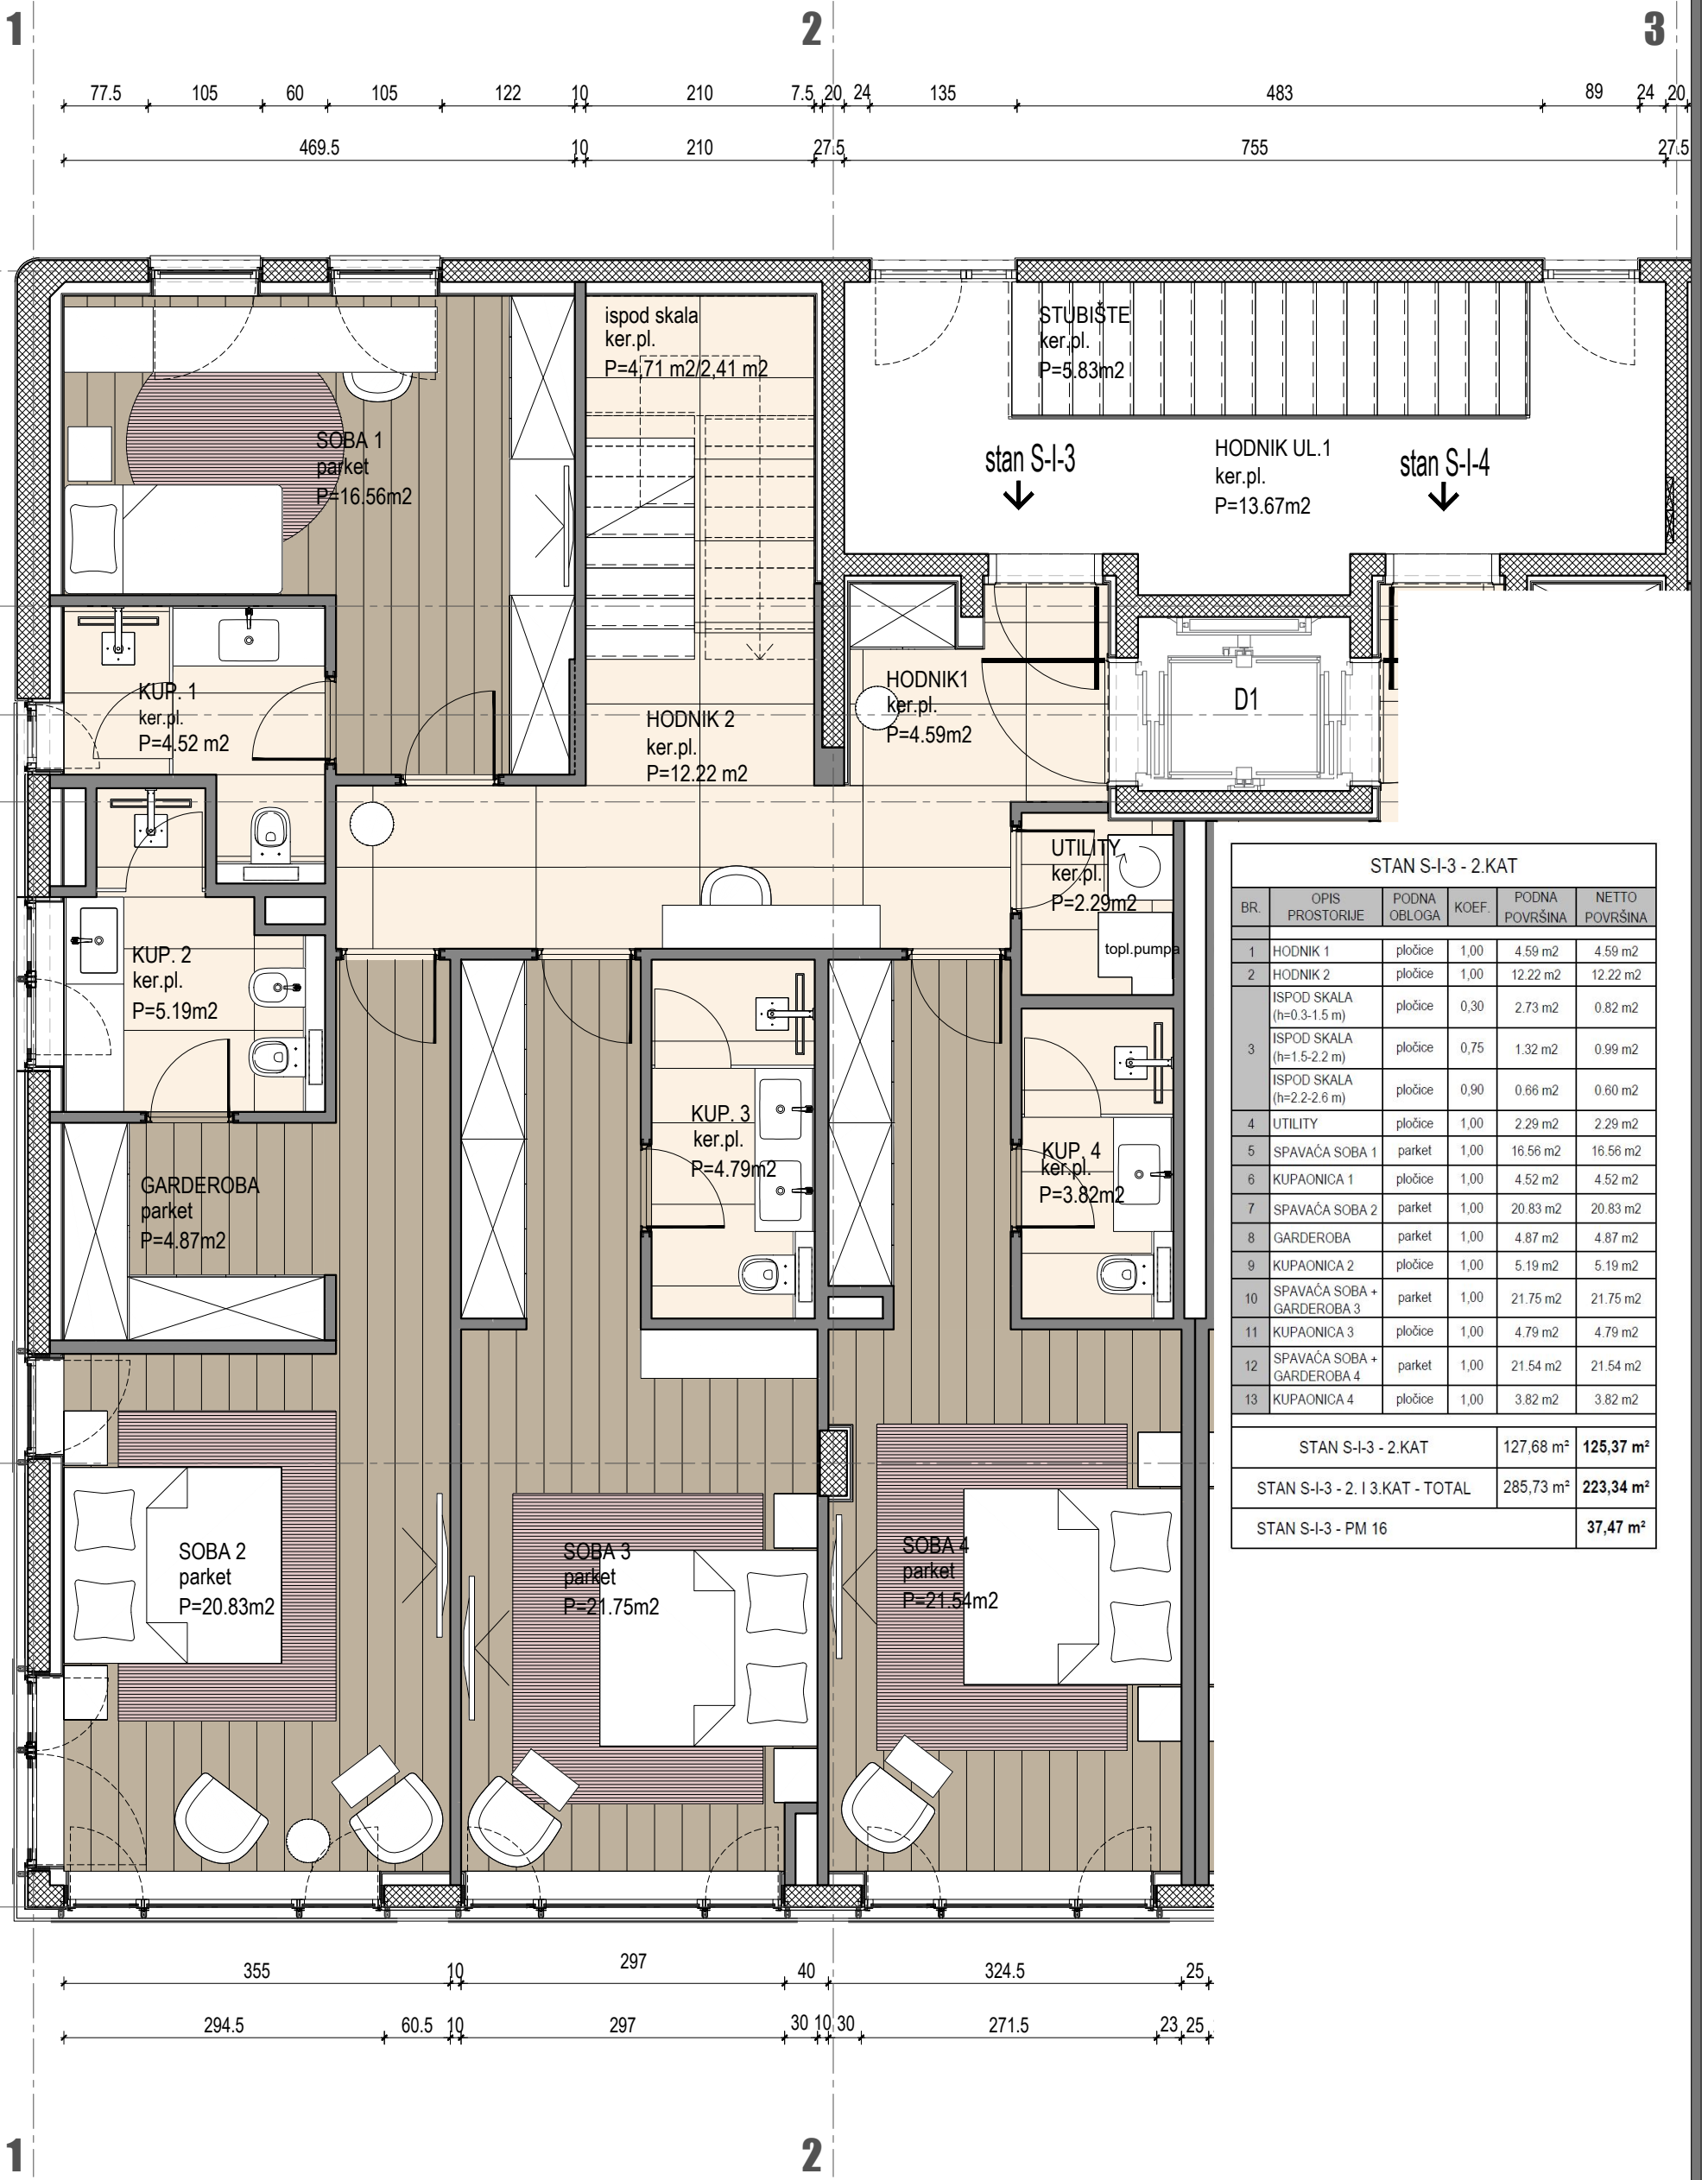 1
2
3
77.5 105 60 105 122 10 210 7.5 20 24 135 483 89 24 20
469.5 10 210 27.5 755 27.5
ispod skala
ker.pl.
P=4,71 m2/2,41 m2
STUBIŠTE
ker.pl.
P=5.83m2
SOBA 1
parket
P=16.56m2
stan S-I-3
HODNIK UL.1
ker.pl.
P=13.67m2
stan S-I-4
KUP. 1
ker.pl.
P=4.52 m2
HODNIK 2
ker.pl.
P=12.22 m2
HODNIK1
ker.pl.
P=4.59m2
D1
UTILITY
ker.pl.
P=2.29m2
topl.pumpa
KUP. 2
ker.pl.
P=5.19m2
KUP. 3
ker.pl.
P=4.79m2
KUP. 4
ker.pl.
P=3.82m2
GARDEROBA
parket
P=4.87m2
SOBA 2
parket
P=20.83m2
SOBA 3
parket
P=21.75m2
SOBA 4
parket
P=21.54m2
STAN S-I-3 - 2.KAT
BR. OPIS PROSTORIJE PODNA OBLOGA KOEF. PODNA POVRŠINA NETTO POVRŠINA
1 HODNIK 1 pločice 1,00 4.59 m2 4.59 m2
2 HODNIK 2 pločice 1,00 12.22 m2 12.22 m2
3 ISPOD SKALA (h=0.3-1.5 m) pločice 0,30 2.73 m2 0.82 m2
ISPOD SKALA (h=1.5-2.2 m) pločice 0,75 1.32 m2 0.99 m2
ISPOD SKALA (h=2.2-2.6 m) pločice 0,90 0.66 m2 0.60 m2
4 UTILITY pločice 1,00 2.29 m2 2.29 m2
5 SPAVAĆA SOBA 1 parket 1,00 16.56 m2 16.56 m2
6 KUPAONICA 1 pločice 1,00 4.52 m2 4.52 m2
7 SPAVAĆA SOBA 2 parket 1,00 20.83 m2 20.83 m2
8 GARDEROBA parket 1,00 4.87 m2 4.87 m2
9 KUPAONICA 2 pločice 1,00 5.19 m2 5.19 m2
10 SPAVAĆA SOBA + GARDEROBA 3 parket 1,00 21.75 m2 21.75 m2
11 KUPAONICA 3 pločice 1,00 4.79 m2 4.79 m2
12 SPAVAĆA SOBA + GARDEROBA 4 parket 1,00 21.54 m2 21.54 m2
13 KUPAONICA 4 pločice 1,00 3.82 m2 3.82 m2
STAN S-I-3 - 2.KAT 127,68 m² 125,37 m²
STAN S-I-3 - 2. I 3.KAT - TOTAL 285,73 m² 223,34 m²
STAN S-I-3 - PM 16 37,47 m²
355 10 297 40 324.5 25
294.5 60.5 10 297 30 10 30 271.5 23 25
1
2